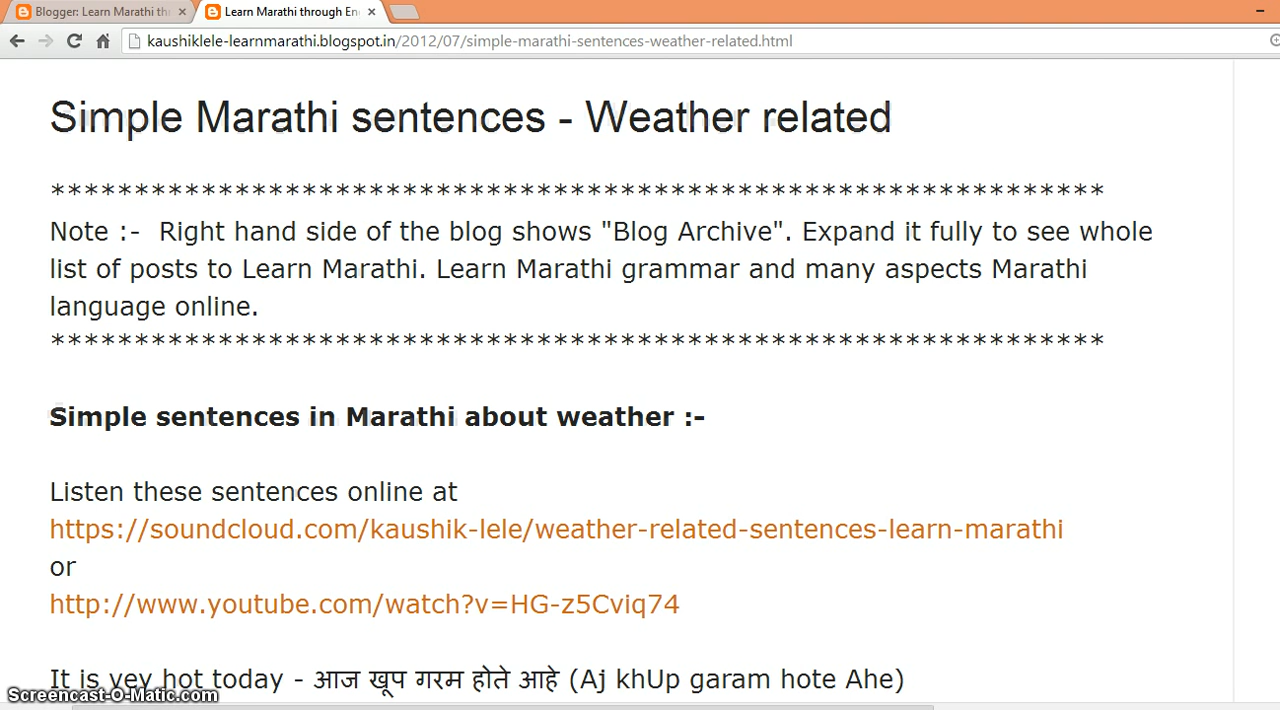 Blogger: Learn Marathi thr
Learn Marathi through En
kaushiklele-learnmarathi.blogspot.in/2012/07/simple-marathi-sentences-weather-related.html
Simple Marathi sentences - Weather related
***************************************************************
Note :- Right hand side of the blog shows "Blog Archive". Expand it fully to see whole
list of posts to Learn Marathi. Learn Marathi grammar and many aspects Marathi
language online.
***************************************************************
Simple sentences in Marathi about weather :-
Listen these sentences online at
https://soundcloud.com/kaushik-lele/weather-related-sentences-learn-marathi
or
http://www.youtube.com/watch?v=HG-z5Cviq74
It is vey hot today - आज खूप गरम होते आहे (Aj khUp garam hote Ahe)
Screencast-O-Matic.com